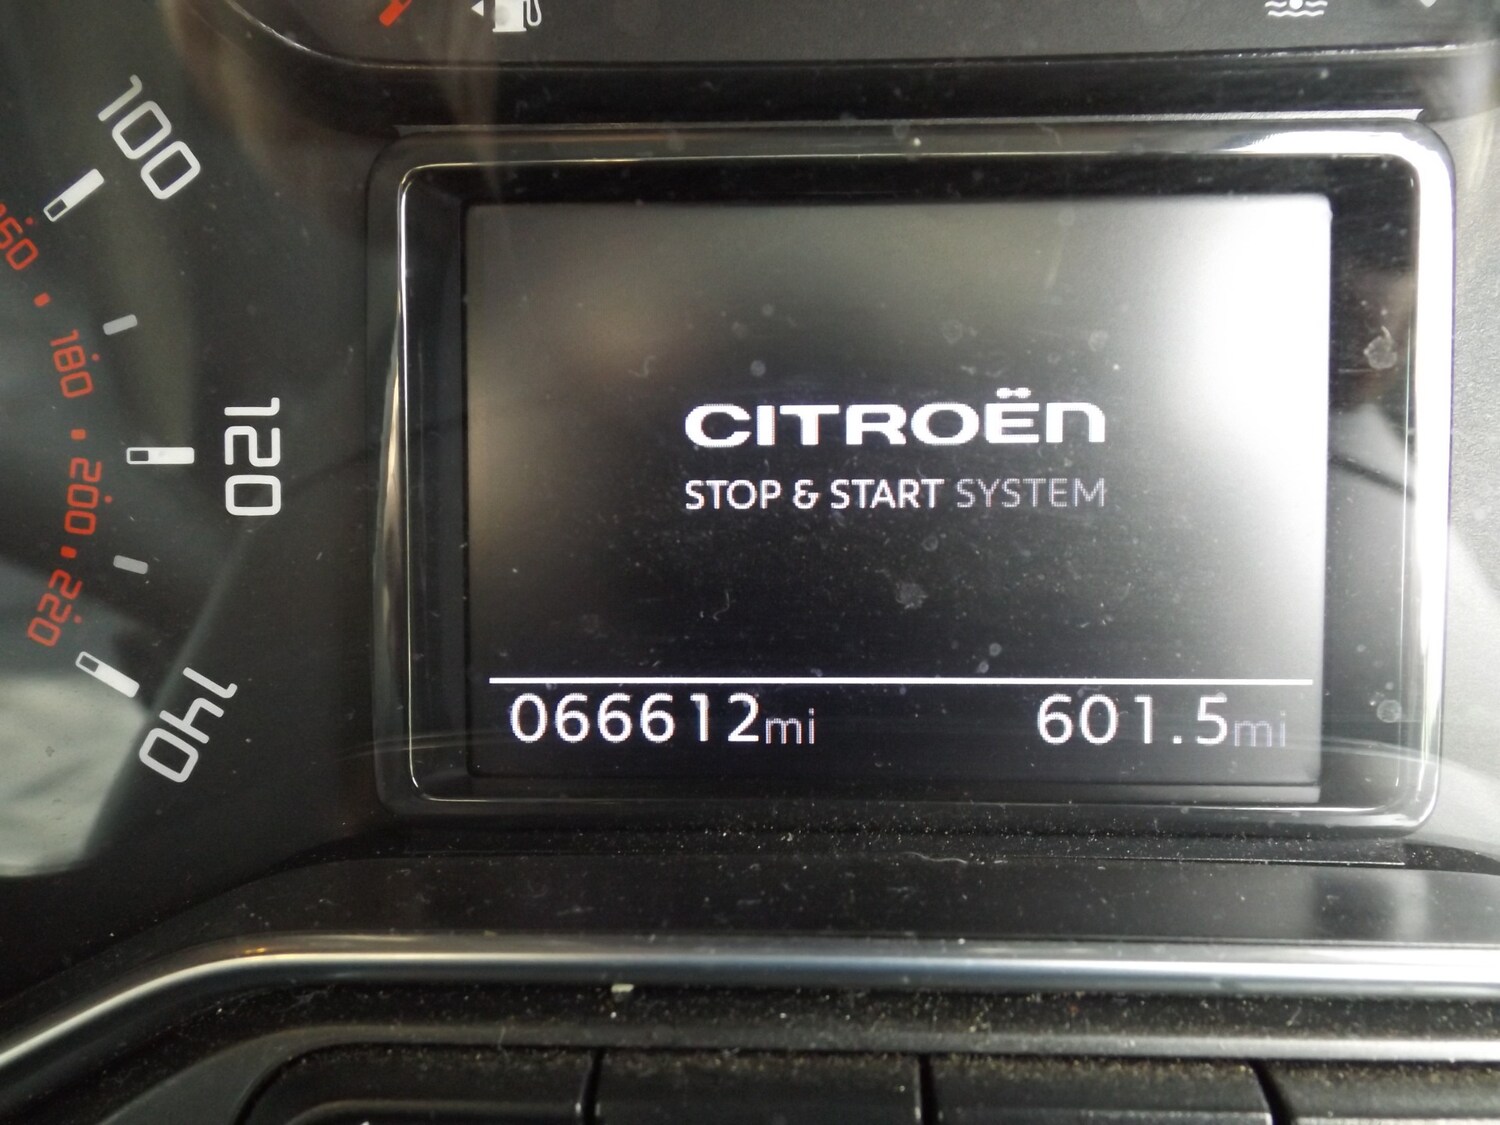 100
180
120
200
220
140
CITROËN
STOP & START SYSTEM
066612mi 601.5mi